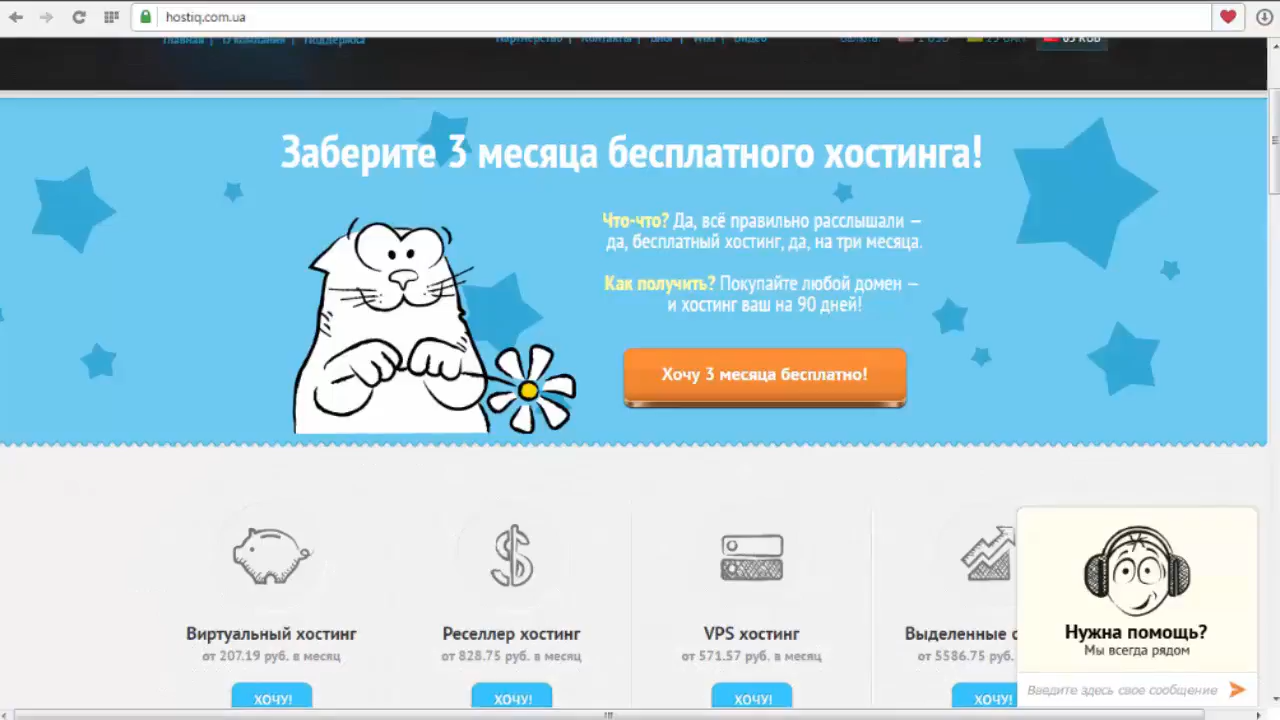 hostiq.com.ua
Заберите 3 месяца бесплатного хостинга!
Что-что? Да, всё правильно расслышали —
да, бесплатный хостинг, да, на три месяца.
Как получить? Покупайте любой домен —
и хостинг ваш на 90 дней!
Хочу 3 месяца бесплатно!
Виртуальный хостинг
от 207.19 руб. в месяц
ХОЧУ!
Реселлер хостинг
от 828.75 руб. в месяц
ХОЧУ!
VPS хостинг
от 571.57 руб. в месяц
ХОЧУ!
Выделенные с
от 5586.75 руб.
ХОЧУ!
Нужна помощь?
Мы всегда рядом
Введите здесь свое сообщение